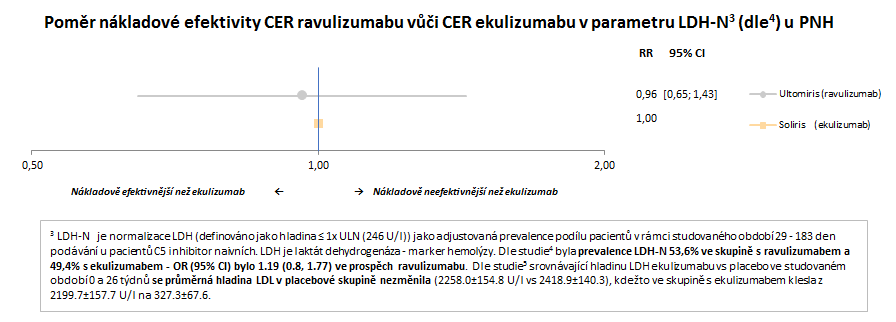 Poměr nákladové efektivity CER ravulizumabu vůči CER ekulizumabu v parametru LDH-N³ (dle⁴) u PNH
RR 95% CI
0,96 [0,65; 1,43]
Ultomiris (ravulizumab)
1,00
Soliris (ekulizumab)
0,50 1,00 2,00
Nákladově efektivnější než ekulizumab ← → Nákladově neefektivnější než ekulizumab
³ LDH-N je normalizace LDH (definováno jako hladina ≤ 1x ULN (246 U/l)) jako adjustovaná prevalence podílu pacientů v rámci studovaného období 29 - 183 den
podávání u pacientů C5 inhibitor naivních. LDH je laktát dehydrogenáza - marker hemolýzy. Dle studie⁴ byla prevalence LDH-N 53,6% ve skupině s ravulizumabem a
49,4% s ekulizumabem - OR (95% CI) bylo 1.19 (0.8, 1.77) ve prospěch ravulizumabu. Dle studie⁵ srovnávající hladinu LDH ekulizumabu vs placebo ve studovaném
období 0 a 26 týdnů se průměrná hladina LDL v placebové skupině nezměnila (2258.0±154.8 U/l vs 2418.9±140.3), kdežto ve skupině s ekulizumabem klesla z
2199.7±157.7 U/l na 327.3±67.6.